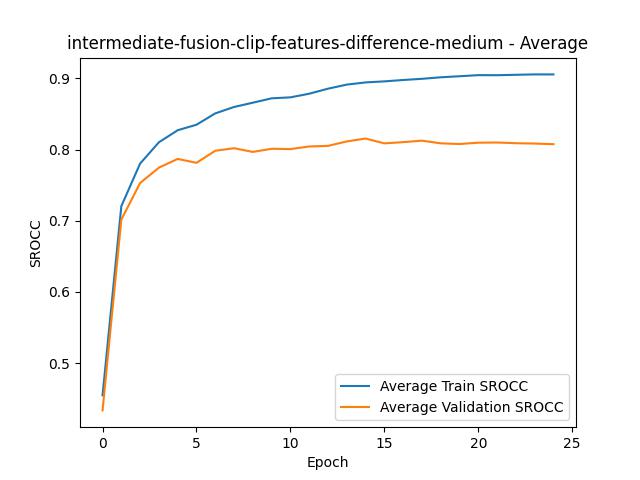 intermediate-fusion-clip-features-difference-medium - Average
0.9
0.8
0.7
0.6
0.5
SROCC
0
5
10
15
20
25
Epoch
Average Train SROCC
Average Validation SROCC